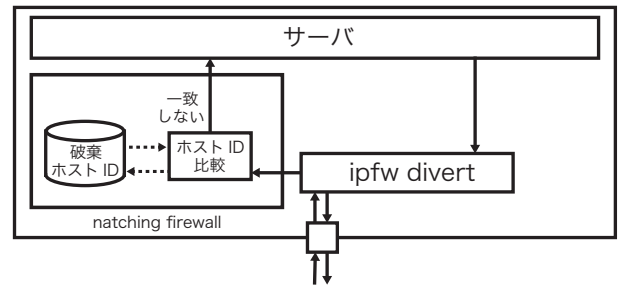 サーバ
一致
しない
破棄
ホスト ID
ホスト ID
比較
ipfw divert
natching firewall